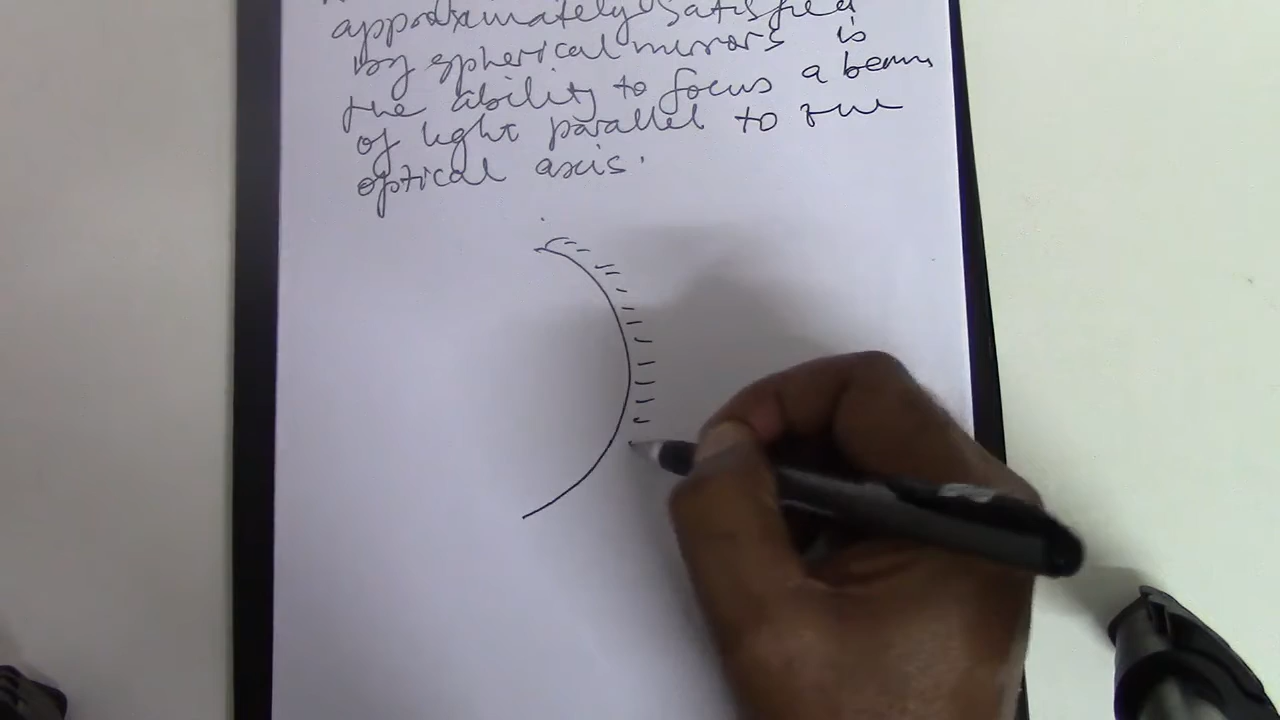 approximately satisfied
by spherical mirrors is
the ability to focus a beam
of light parallel to the
optical axis.